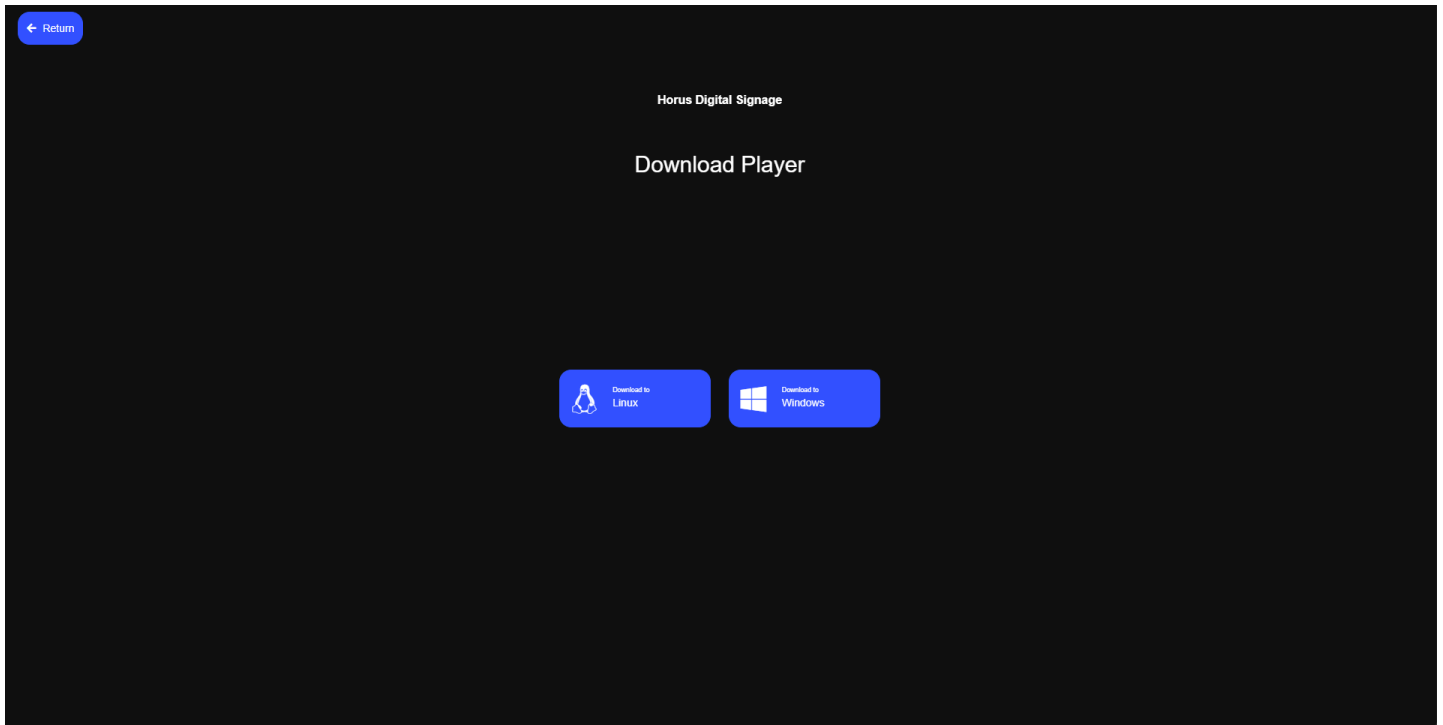 Return
Horus Digital Signage
Download Player
Download to
Linux
Download to
Windows